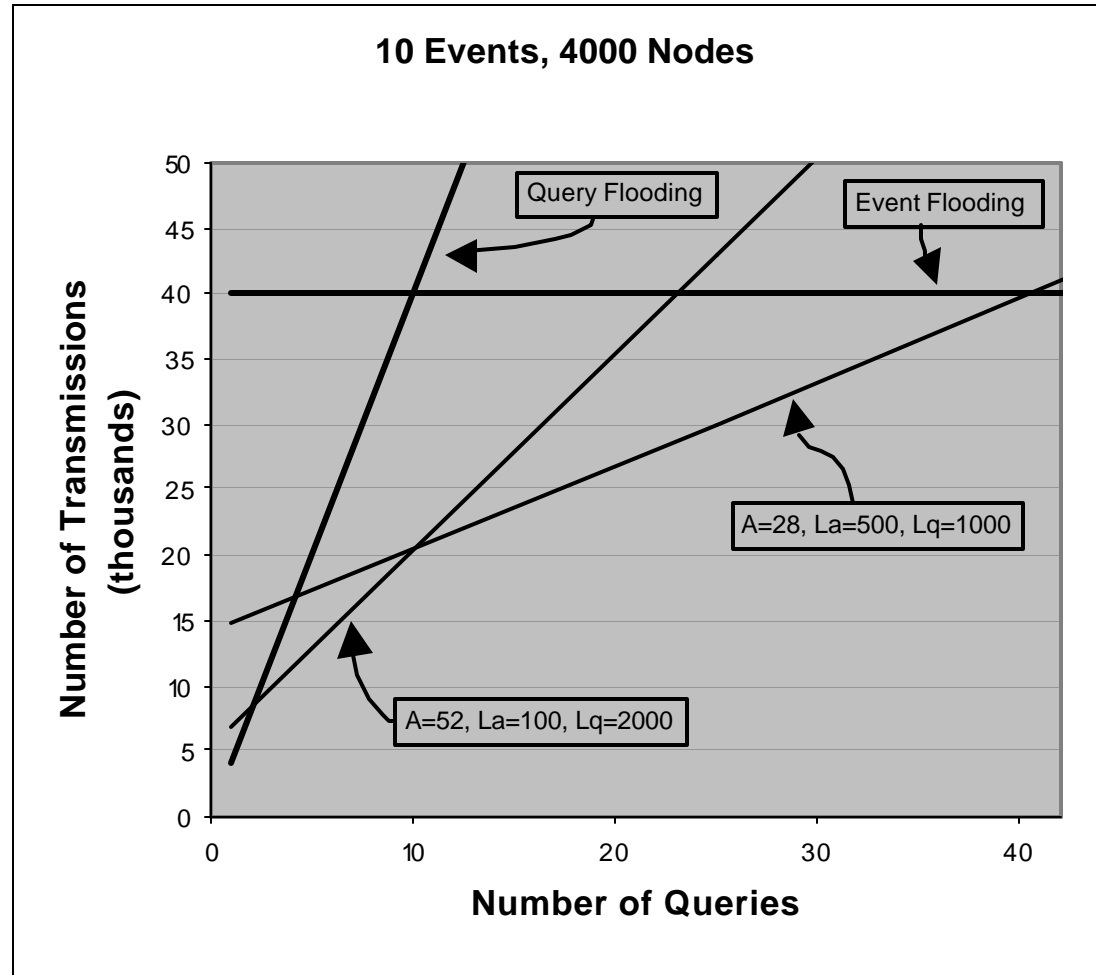 10 Events, 4000 Nodes
50
45
40
35
30
25
20
15
10
5
0
Number of Transmissions
(thousands)
Query Flooding
Event Flooding
A=28, La=500, Lq=1000
A=52, La=100, Lq=2000
0 10 20 30 40
Number of Queries